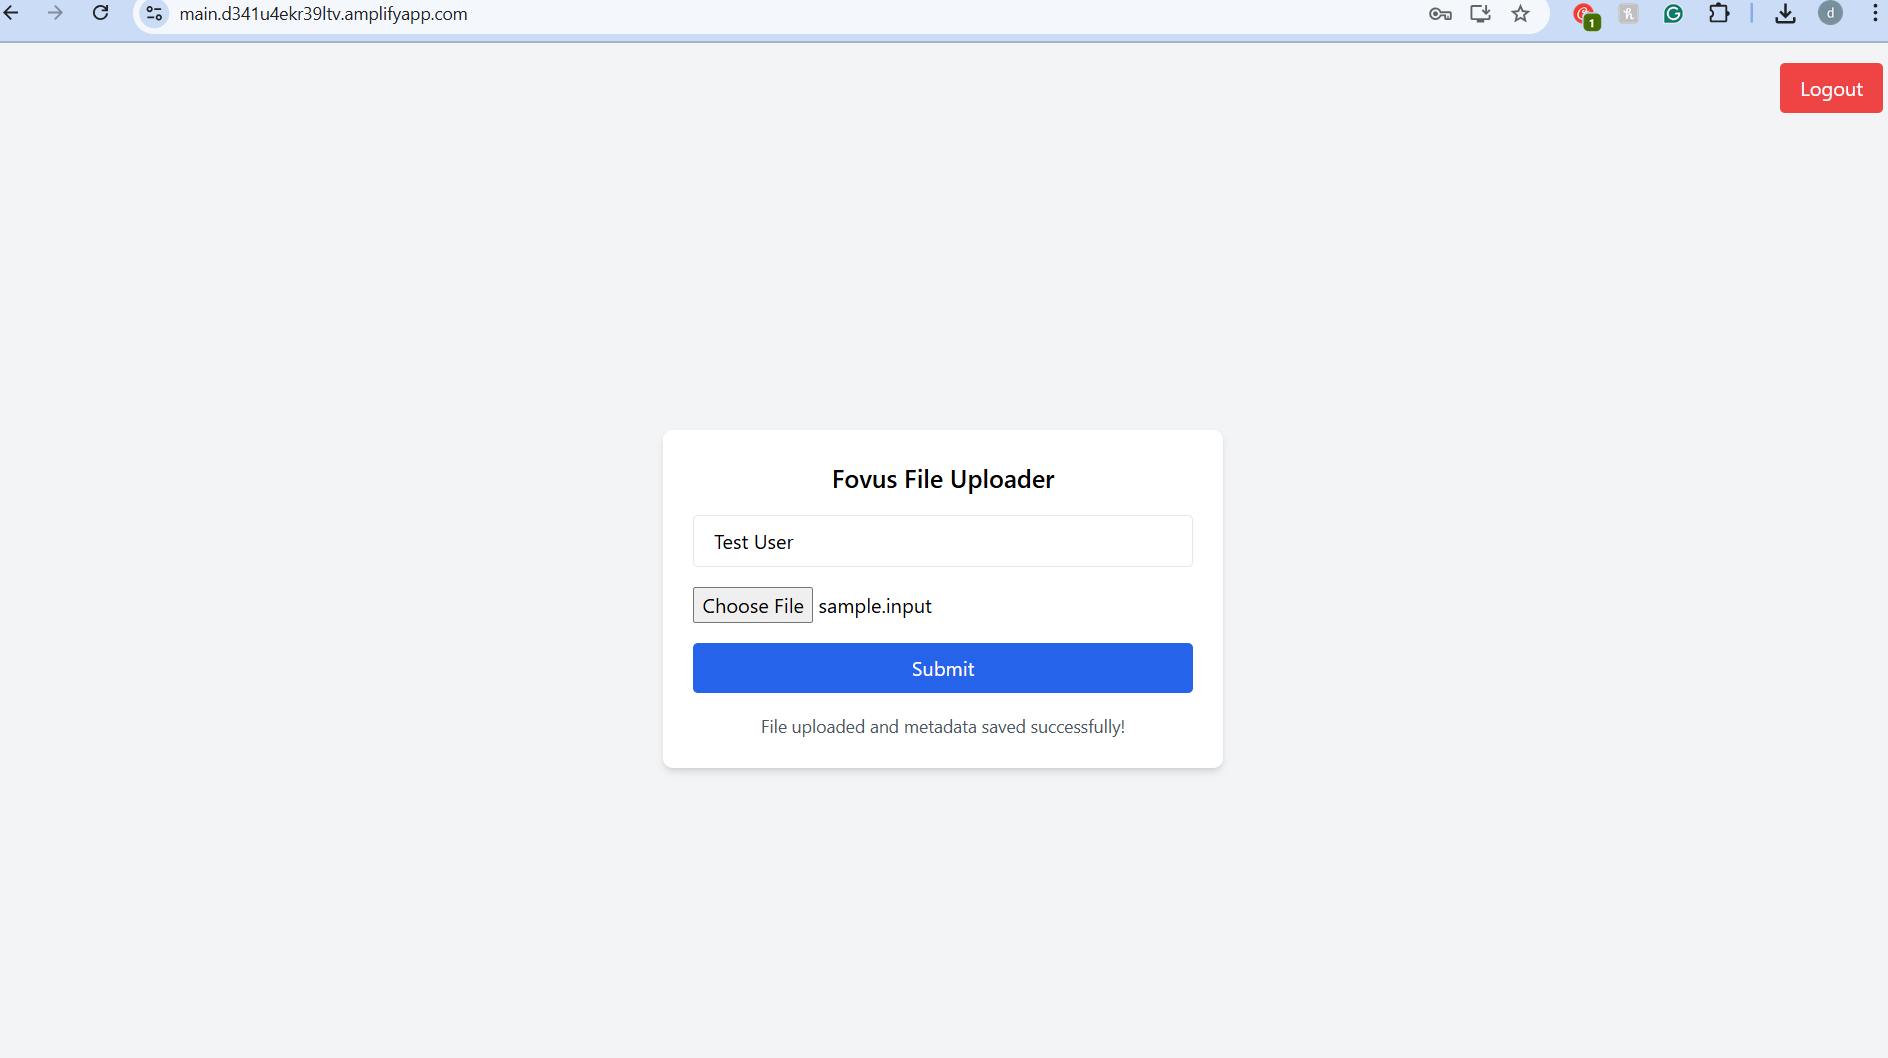 main.d341u4ekr39ltv.amplifyapp.com
1
d
Logout
Fovus File Uploader
Test User
Choose File sample.input
Submit
File uploaded and metadata saved successfully!